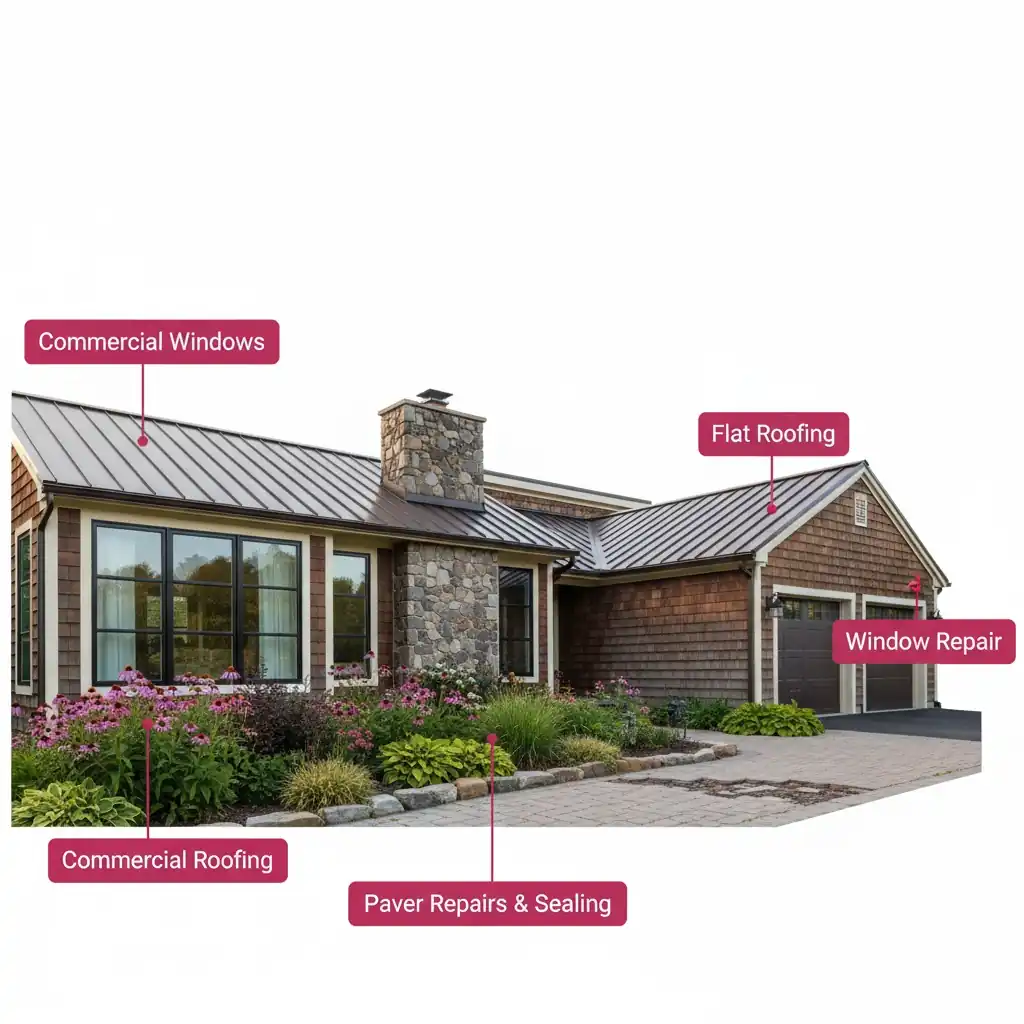 Commercial Windows
Flat Roofing
Window Repair
Commercial Roofing
Paver Repairs & Sealing